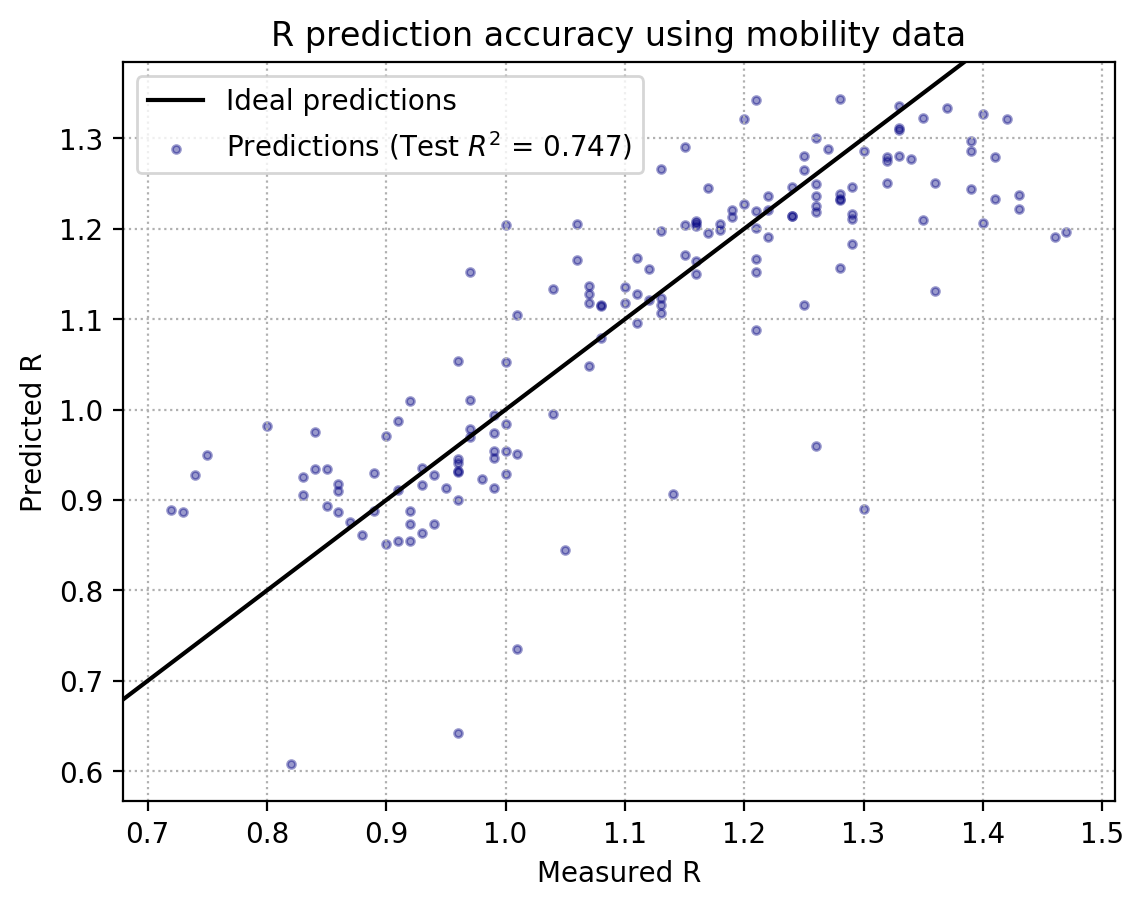 R prediction accuracy using mobility data
Ideal predictions
Predictions (Test R² = 0.747)
1.3
1.2
1.1
1.0
0.9
0.8
0.7
0.6
Predicted R
0.7 0.8 0.9 1.0 1.1 1.2 1.3 1.4 1.5
Measured R